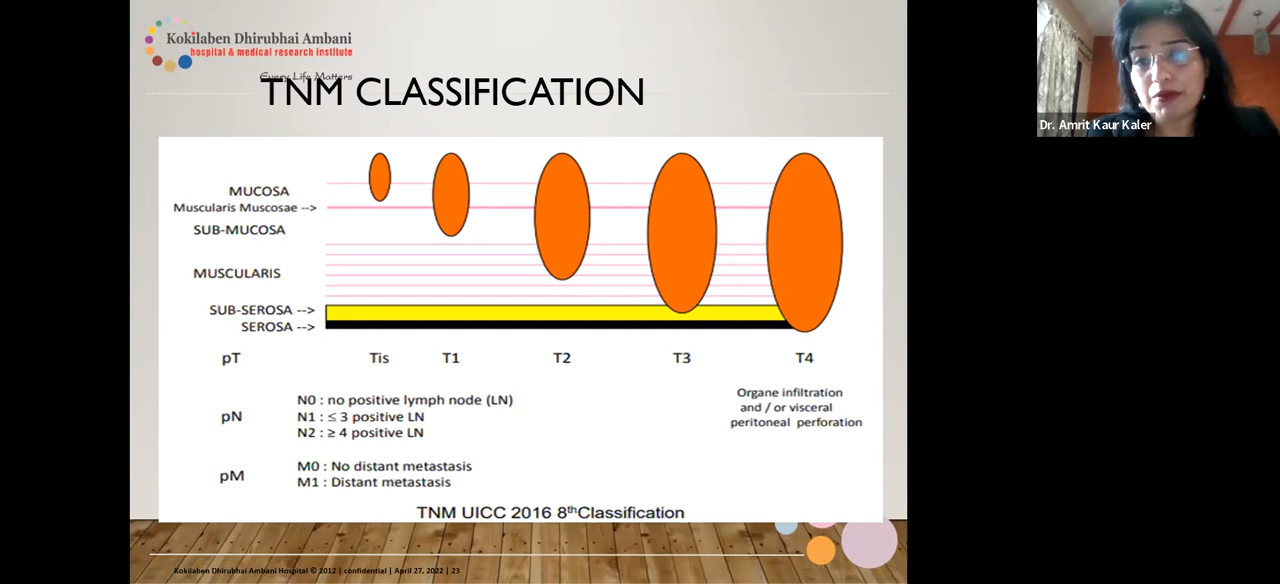 Kokilaben Dhirubhai Ambani
hospital & medical research institute
Every Life Matters
TNM CLASSIFICATION
Dr. Amrit Kaur Kaler
MUCOSA
Muscularis Muscosae -->
SUB-MUCOSA
MUSCULARIS
SUB-SEROSA -->
SEROSA -->
pT Tis T1 T2 T3 T4
Organe infiltration
and / or visceral
peritoneal perforation
pN
N0 : no positive lymph node (LN)
N1 : ≤ 3 positive LN
N2 : ≥ 4 positive LN
pM
M0 : No distant metastasis
M1 : Distant metastasis
TNM UICC 2016 8thClassification
Kokilaben Dhirubhai Ambani Hospital © 2012 | confidential | April 27, 2022 | 23